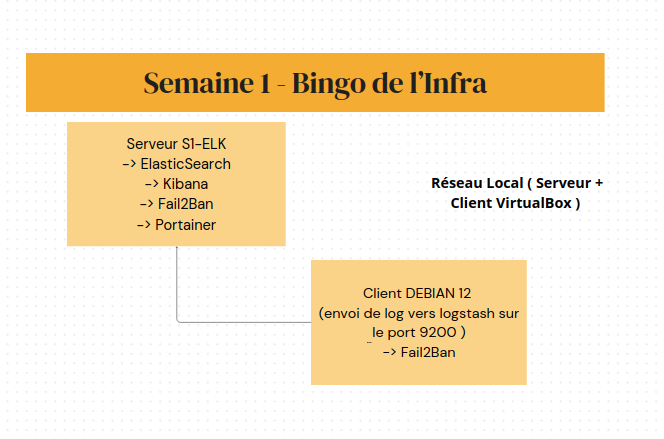 Semaine 1 - Bingo de l'Infra
Serveur S1-ELK
-> ElasticSearch
-> Kibana
-> Fail2Ban
-> Portainer
Réseau Local ( Serveur +
Client VirtualBox )
Client DEBIAN 12
(envoi de log vers logstash sur
le port 9200 )
-> Fail2Ban